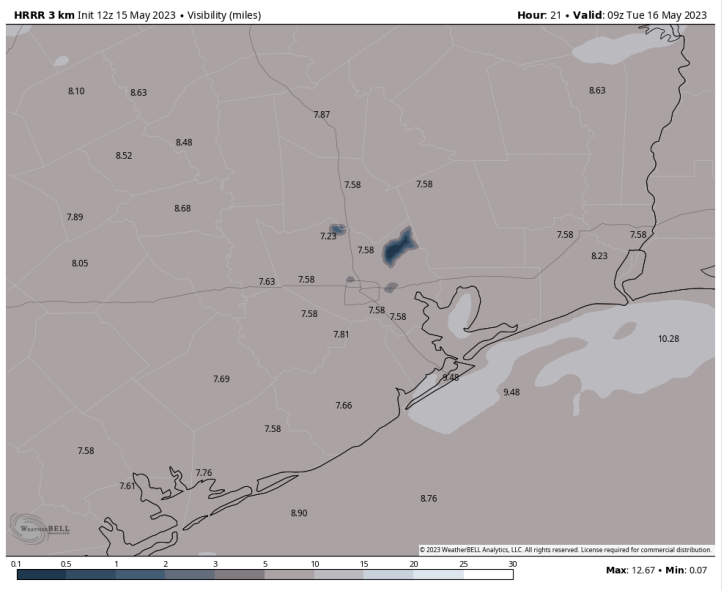 HRRR 3 km Init 12z 15 May 2023 • Visibility (miles)
Hour: 21 • Valid: 09z Tue 16 May 2023
8.10 8.63 8.63
7.87
8.48
8.52
7.58 7.58
8.68
7.89
7.23 7.58 7.58
7.58 8.23
8.05
7.63 7.58
7.58 7.58 7.58
7.81 10.28
7.69 9.48
9.48
7.66
7.58
7.58
7.76
7.61
8.76
8.90
WeatherBELL
© 2023 WeatherBELL Analytics, LLC. All rights reserved. License required for commercial distribution.
0.1 0.5 1 2 3 5 10 15 20 25 30
Max: 12.67 • Min: 0.07